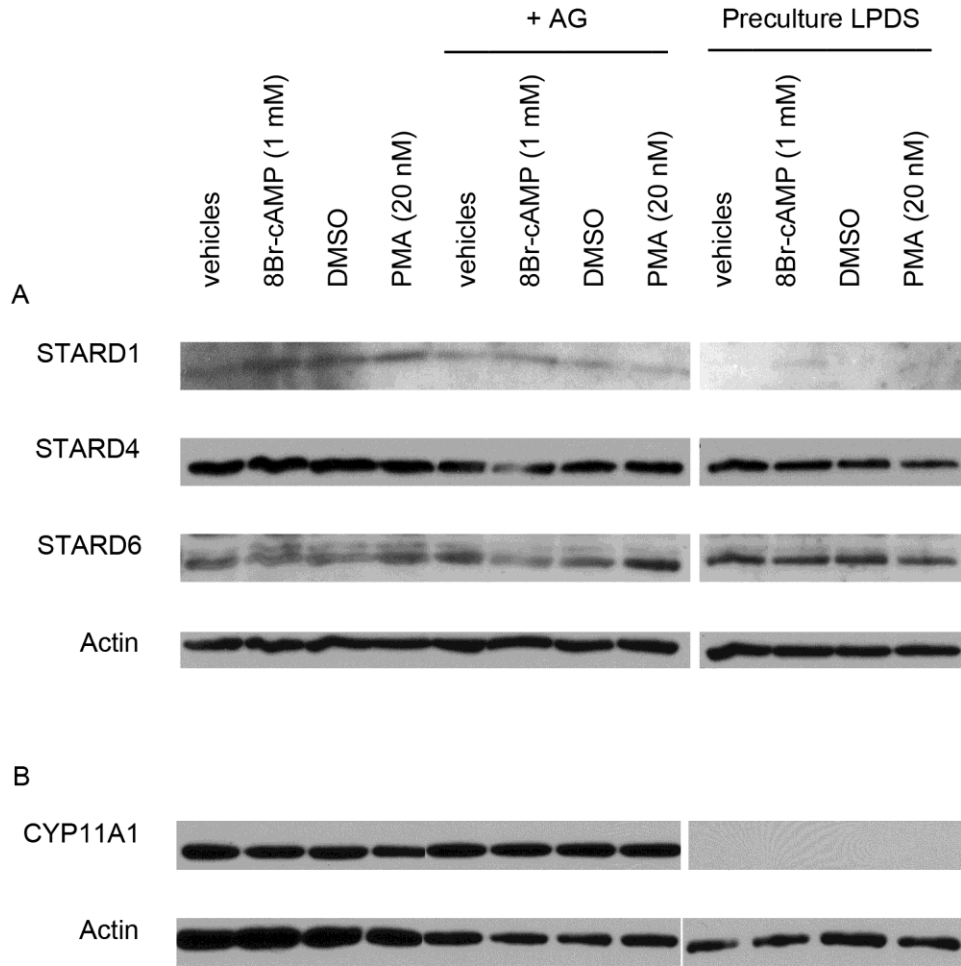 + AG Preculture LPDS
vehicles 8Br-cAMP (1 mM) DMSO PMA (20 nM) vehicles 8Br-cAMP (1 mM) DMSO PMA (20 nM) vehicles 8Br-cAMP (1 mM) DMSO PMA (20 nM)
A
STARD1
STARD4
STARD6
Actin
B
CYP11A1
Actin